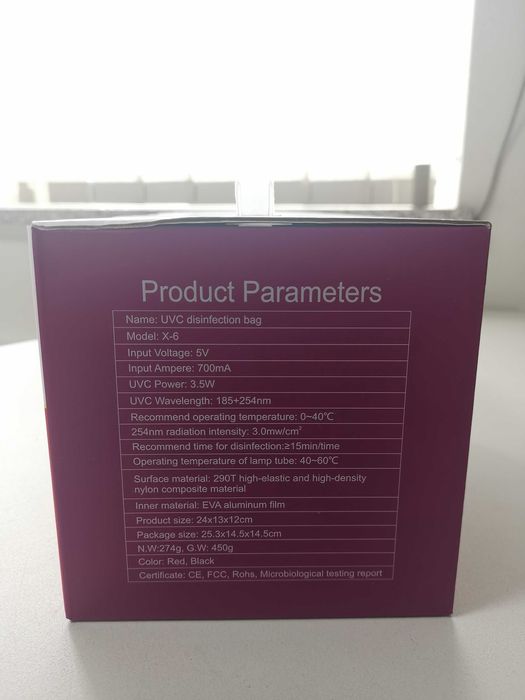 Product Parameters
Name: UVC disinfection bag
Model: X-6
Input Voltage: 5V
Input Ampere: 700mA
UVC Power: 3.5W
UVC Wavelength: 185+254nm
Recommend operating temperature: 0~40℃
254nm radiation intensity: 3.0mw/cm²
Recommend time for disinfection:≥15min/time
Operating temperature of lamp tube: 40~60℃
Surface material: 290T high-elastic and high-density
nylon composite material
Inner material: EVA aluminum film
Product size: 24x13x12cm
Package size: 25.3x14.5x14.5cm
N.W:274g, G.W: 450g
Color: Red, Black
Certificate: CE, FCC, Rohs, Microbiological testing report